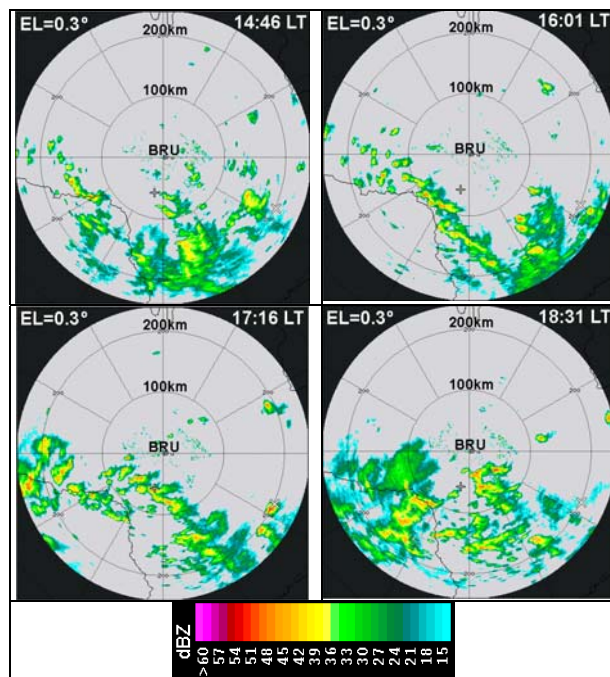 EL=0.3° 14:46 LT
200km
100km
BRU
EL=0.3° 16:01 LT
200km
100km
BRU
EL=0.3° 17:16 LT
200km
100km
BRU
EL=0.3° 18:31 LT
200km
100km
BRU
dBZ
>60 57 54 51 48 45 42 39 36 33 30 27 24 21 18 15